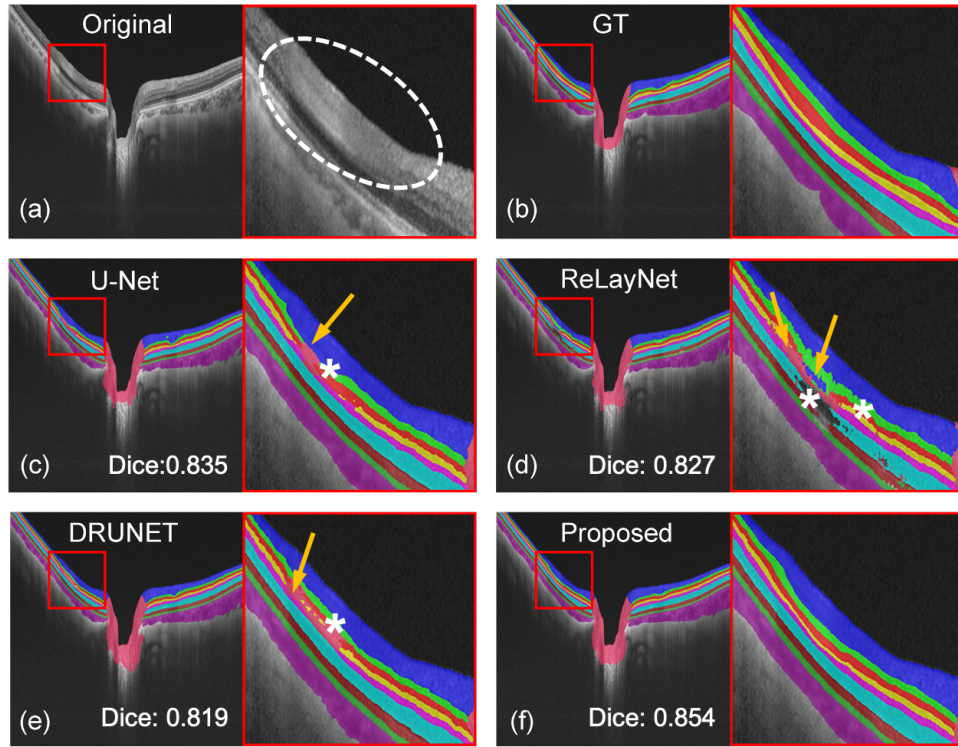 Original
(a)
GT
(b)
U-Net
(c)
Dice:0.835
*
ReLayNet
(d)
Dice: 0.827
* *
DRUNET
(e)
Dice: 0.819
*
Proposed
(f)
Dice: 0.854